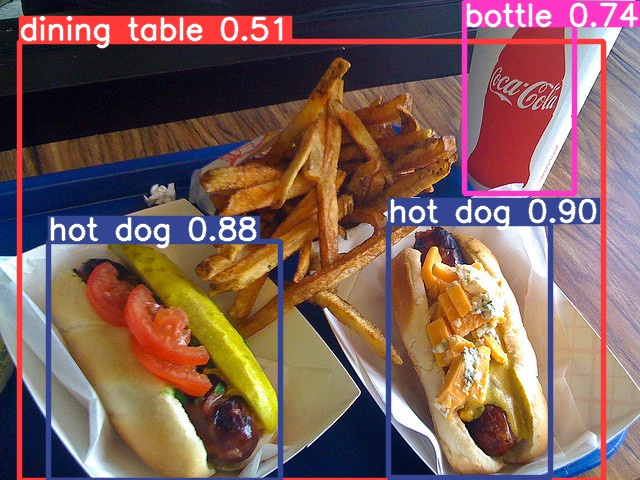 dining table 0.51
bottle 0.74
Coca-Cola
hot dog 0.88
hot dog 0.90